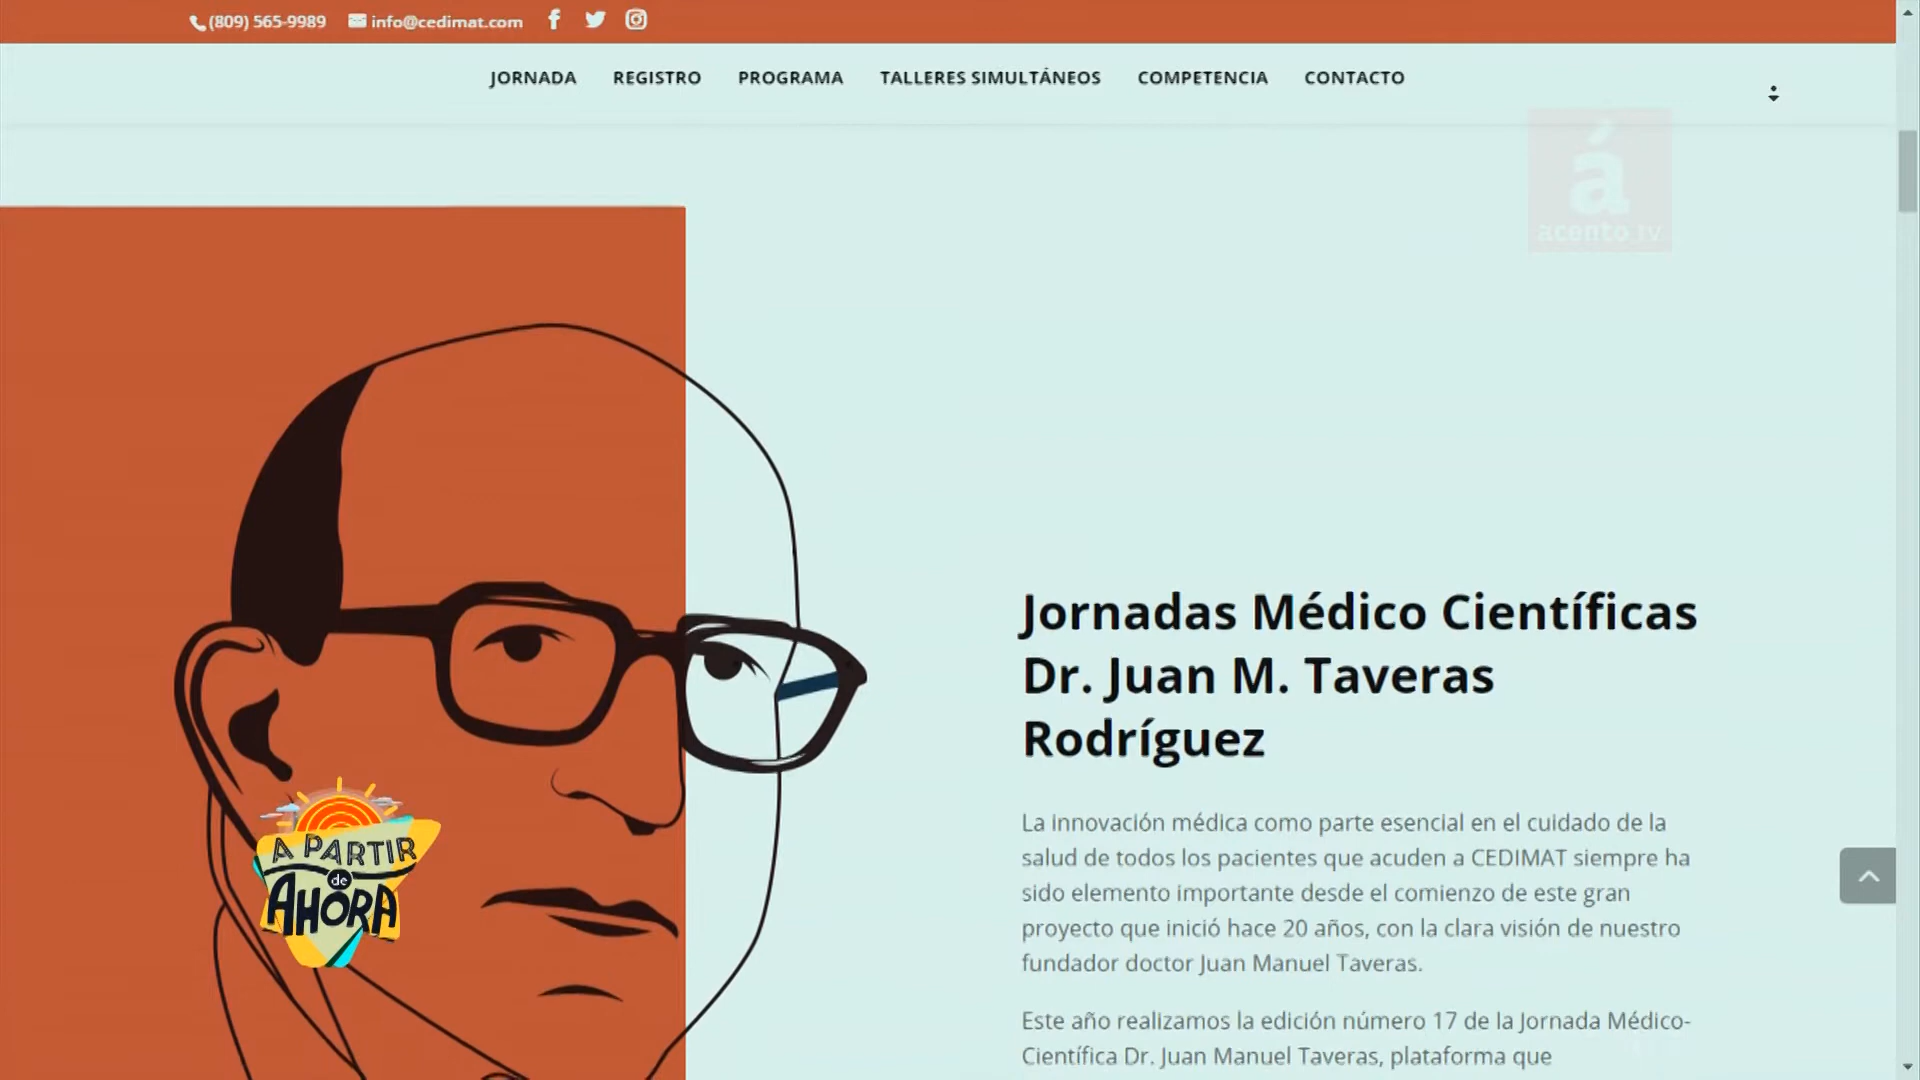 (809) 565-9989 info@cedimat.com
JORNADA REGISTRO PROGRAMA TALLERES SIMULTÁNEOS COMPETENCIA CONTACTO
á
acento.tv
Jornadas Médico Científicas
Dr. Juan M. Taveras
Rodríguez
La innovación médica como parte esencial en el cuidado de la
salud de todos los pacientes que acuden a CEDIMAT siempre ha
sido elemento importante desde el comienzo de este gran
proyecto que inició hace 20 años, con la clara visión de nuestro
fundador doctor Juan Manuel Taveras.
Este año realizamos la edición número 17 de la Jornada Médico-
Científica Dr. Juan Manuel Taveras, plataforma que
A PARTIR
de
AHORA